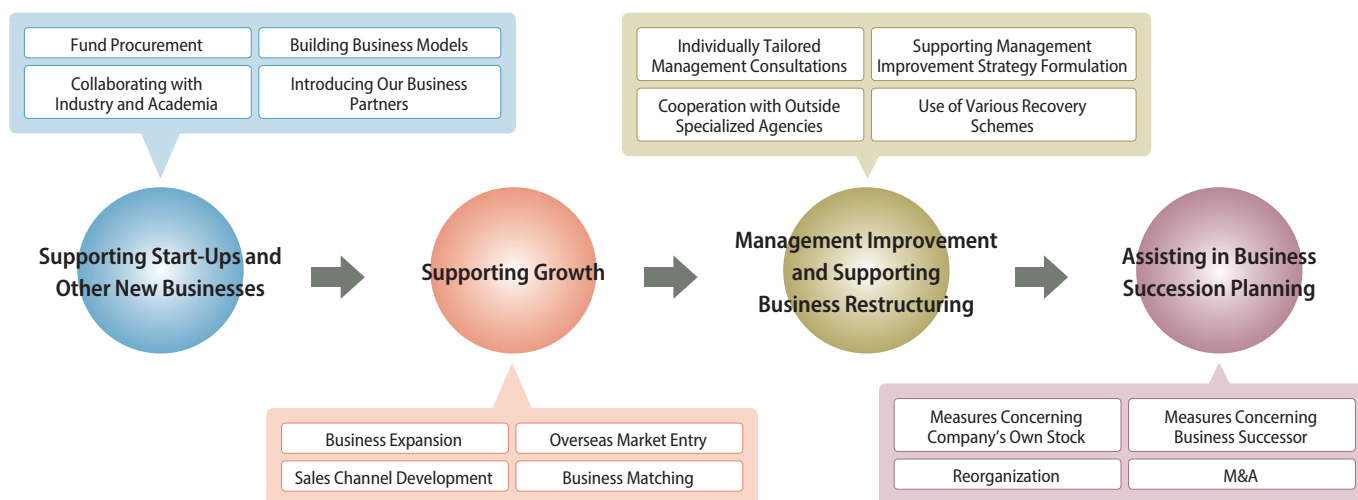 Fund Procurement
Building Business Models
Collaborating with
Industry and Academia
Introducing Our Business
Partners
Individually Tailored
Management Consultations
Supporting Management
Improvement Strategy Formulation
Cooperation with Outside
Specialized Agencies
Use of Various Recovery
Schemes
Supporting Start-Ups and
Other New Businesses
Supporting Growth
Management Improvement
and Supporting
Business Restructuring
Assisting in Business
Succession Planning
Business Expansion
Overseas Market Entry
Sales Channel Development
Business Matching
Measures Concerning
Company's Own Stock
Measures Concerning
Business Successor
Reorganization
M&A